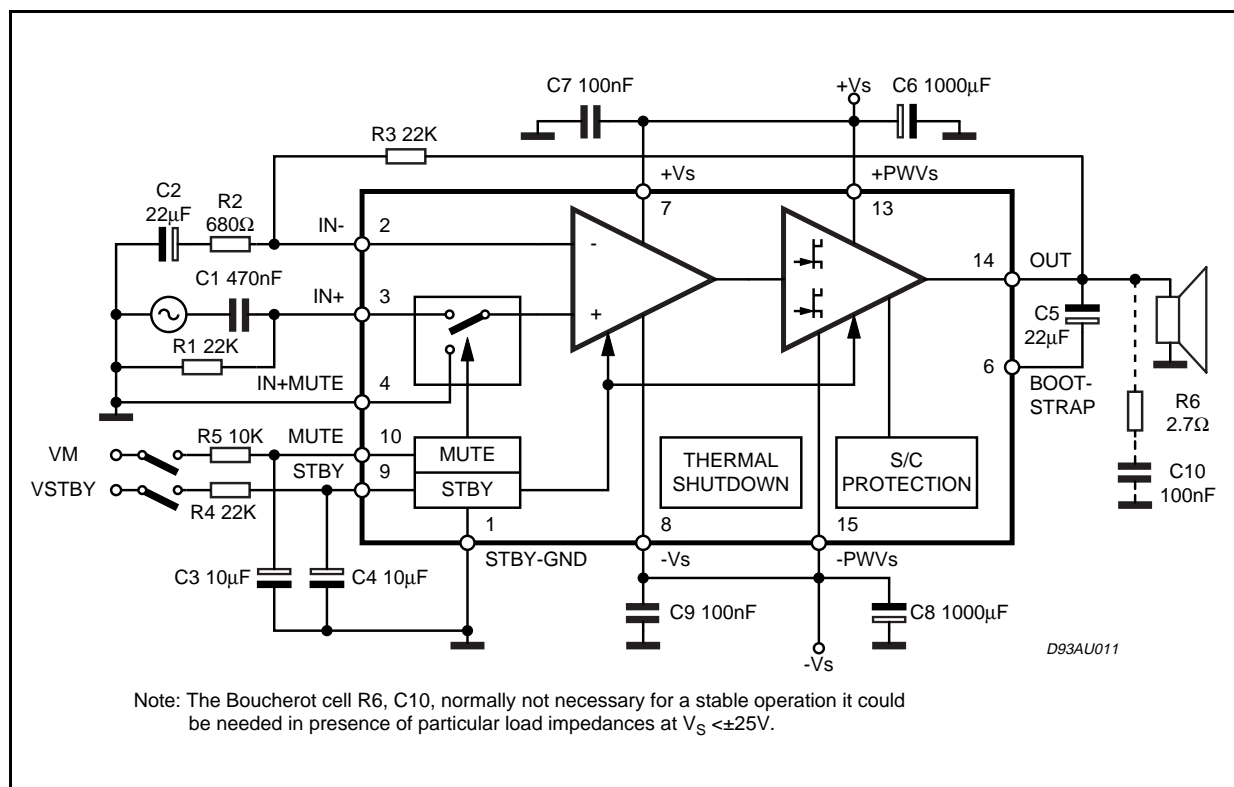 C7 100nF
+Vs
C6 1000μF
R3 22K
+Vs
+PWVs
C2
22μF
R2
680Ω
IN-
2
7
13
-
C1 470nF
IN+
3
+
14
OUT
C5
22μF
R1 22K
IN+MUTE
4
6
BOOT-
STRAP
R6
2.7Ω
VM
R5 10K
MUTE
10
MUTE
THERMAL
SHUTDOWN
S/C
PROTECTION
C10
100nF
VSTBY
R4 22K
STBY
9
STBY
1
8
15
STBY-GND
-Vs
-PWVs
C3 10μF
C4 10μF
C9 100nF
C8 1000μF
-Vs
D93AU011
Note: The Boucherot cell R6, C10, normally not necessary for a stable operation it could
be needed in presence of particular load impedances at VS <±25V.